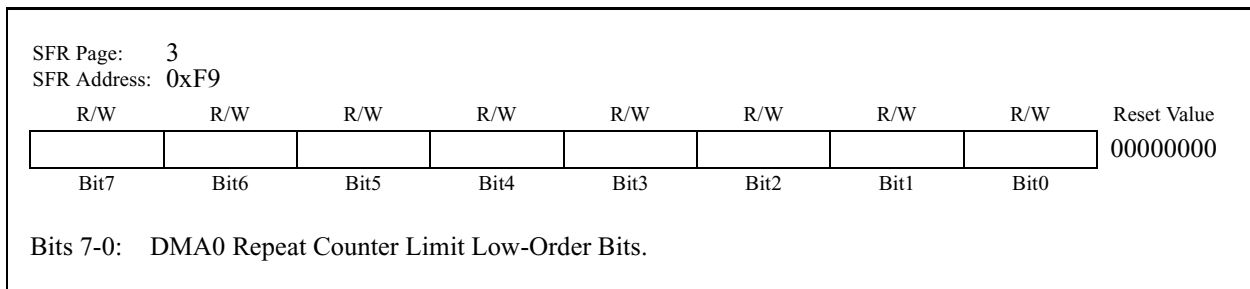 SFR Page: 3
SFR Address: 0xF9
R/W R/W R/W R/W R/W R/W R/W R/W Reset Value
00000000
Bit7 Bit6 Bit5 Bit4 Bit3 Bit2 Bit1 Bit0
Bits 7-0: DMA0 Repeat Counter Limit Low-Order Bits.